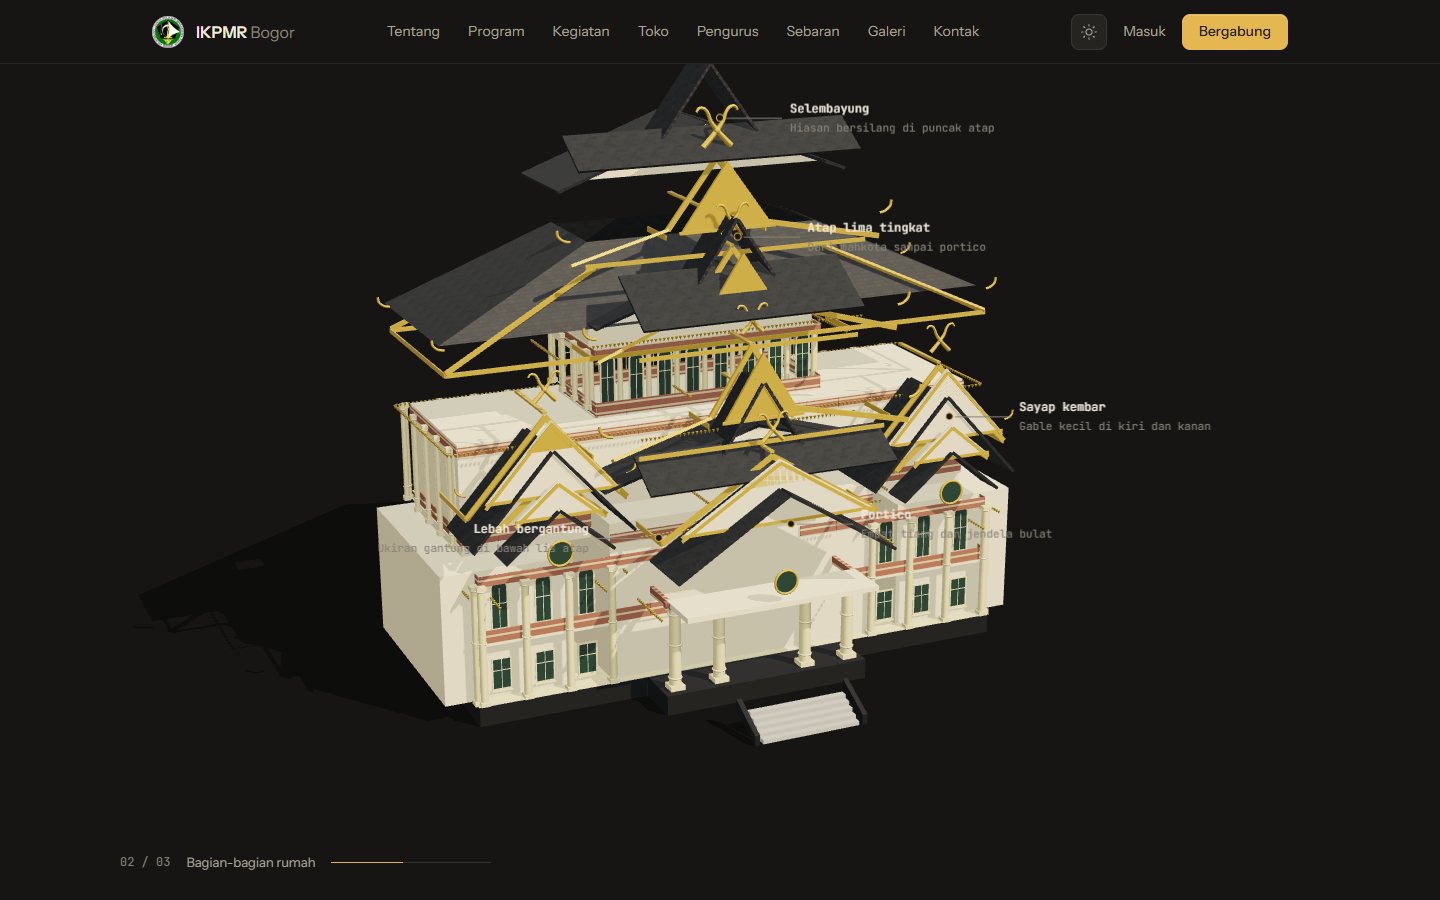 IKPMR Bogor
Tentang
Program
Kegiatan
Toko
Pengurus
Sebaran
Galeri
Kontak
Masuk
Bergabung
Selembayung
Hiasan bersilang di puncak atap
Atap lima tingkat
Dari mahkota sampai portico
Sayap kembar
Gable kecil di kiri dan kanan
Lebah bergantung
Ukiran gantung di bawah lis atap
Portico
Empat tiang dan jendela bulat
02 / 03
Bagian-bagian rumah